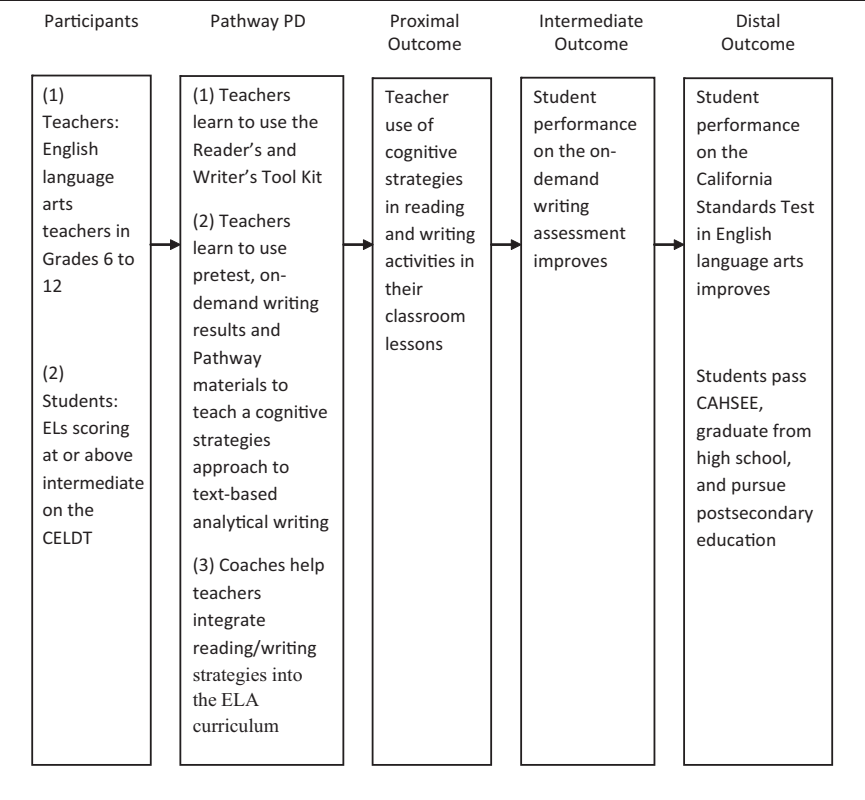 Participants
Pathway PD
Proximal
Outcome
Intermediate
Outcome
Distal
Outcome
(1)
Teachers:
English
language
arts
teachers in
Grades 6 to
12
(2)
Students:
ELs scoring
at or above
intermediate
on the
CELDT
(1) Teachers
learn to use the
Reader's and
Writer's Tool Kit
(2) Teachers
learn to use
pretest, on-
demand writing
results and
Pathway
materials to
teach a cognitive
strategies
approach to
text-based
analytical writing
(3) Coaches help
teachers
integrate
reading/writing
strategies into
the ELA
curriculum
Teacher
use of
cognitive
strategies
in reading
and writing
activities in
their
classroom
lessons
Student
performance
on the on-
demand
writing
assessment
improves
Student
performance
on the
California
Standards Test
in English
language arts
improves
Students pass
CAHSEE,
graduate from
high school,
and pursue
postsecondary
education